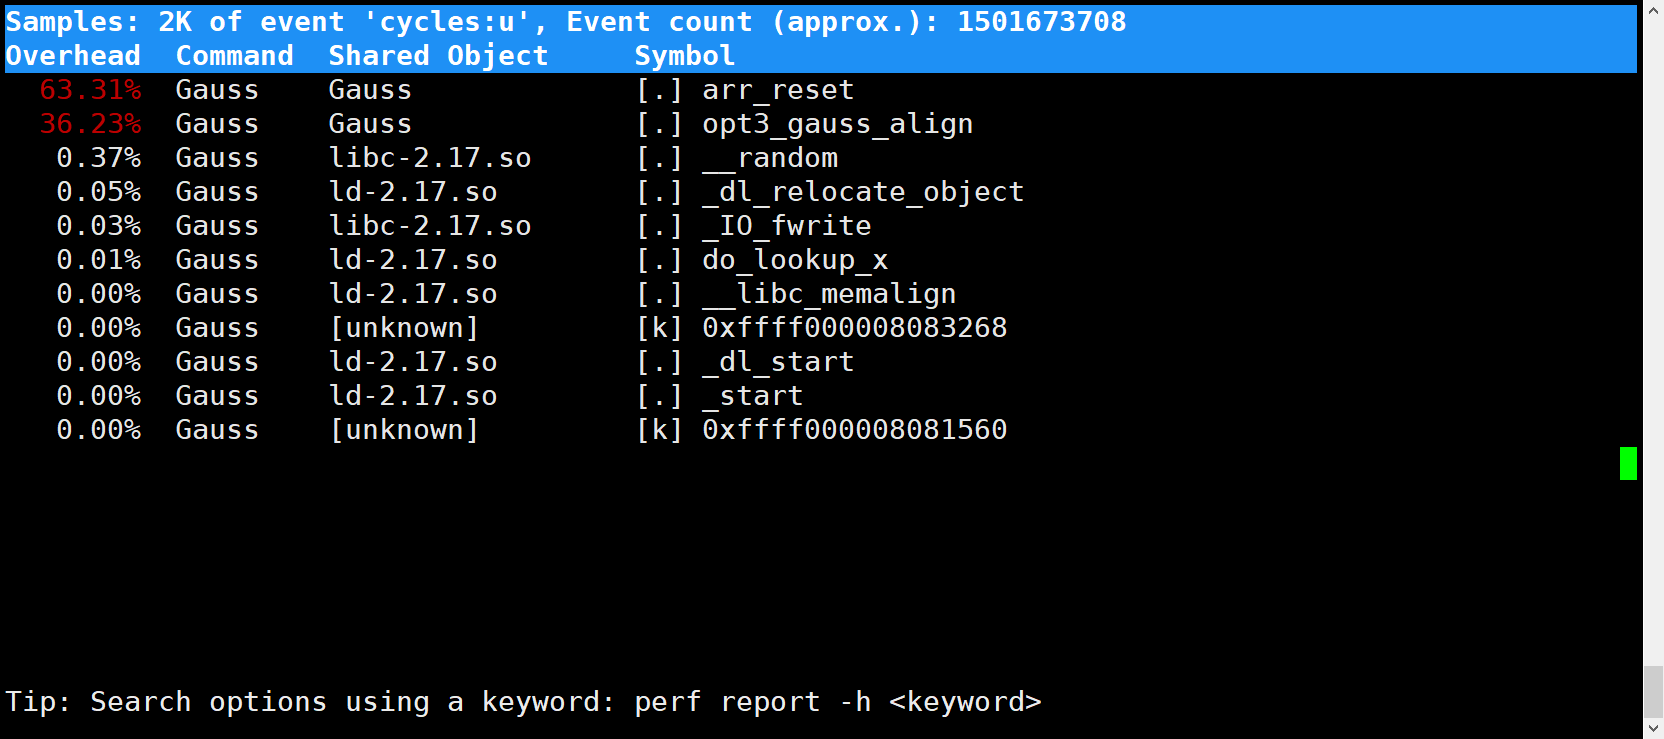 Samples: 2K of event 'cycles:u', Event count (approx.): 1501673708
Overhead  Command  Shared Object     Symbol
  63.31%  Gauss    Gauss             [.] arr_reset
  36.23%  Gauss    Gauss             [.] opt3_gauss_align
   0.37%  Gauss    libc-2.17.so      [.] __random
   0.05%  Gauss    ld-2.17.so        [.] _dl_relocate_object
   0.03%  Gauss    libc-2.17.so      [.] _IO_fwrite
   0.01%  Gauss    ld-2.17.so        [.] do_lookup_x
   0.00%  Gauss    ld-2.17.so        [.] __libc_memalign
   0.00%  Gauss    [unknown]         [k] 0xffff000008083268
   0.00%  Gauss    ld-2.17.so        [.] _dl_start
   0.00%  Gauss    ld-2.17.so        [.] _start
   0.00%  Gauss    [unknown]         [k] 0xffff000008081560
Tip: Search options using a keyword: perf report -h <keyword>